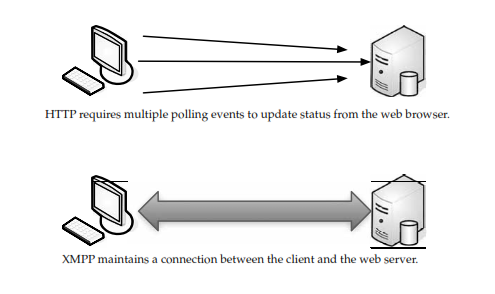 HTTP requires multiple polling events to update status from the web browser.
XMPP maintains a connection between the client and the web server.